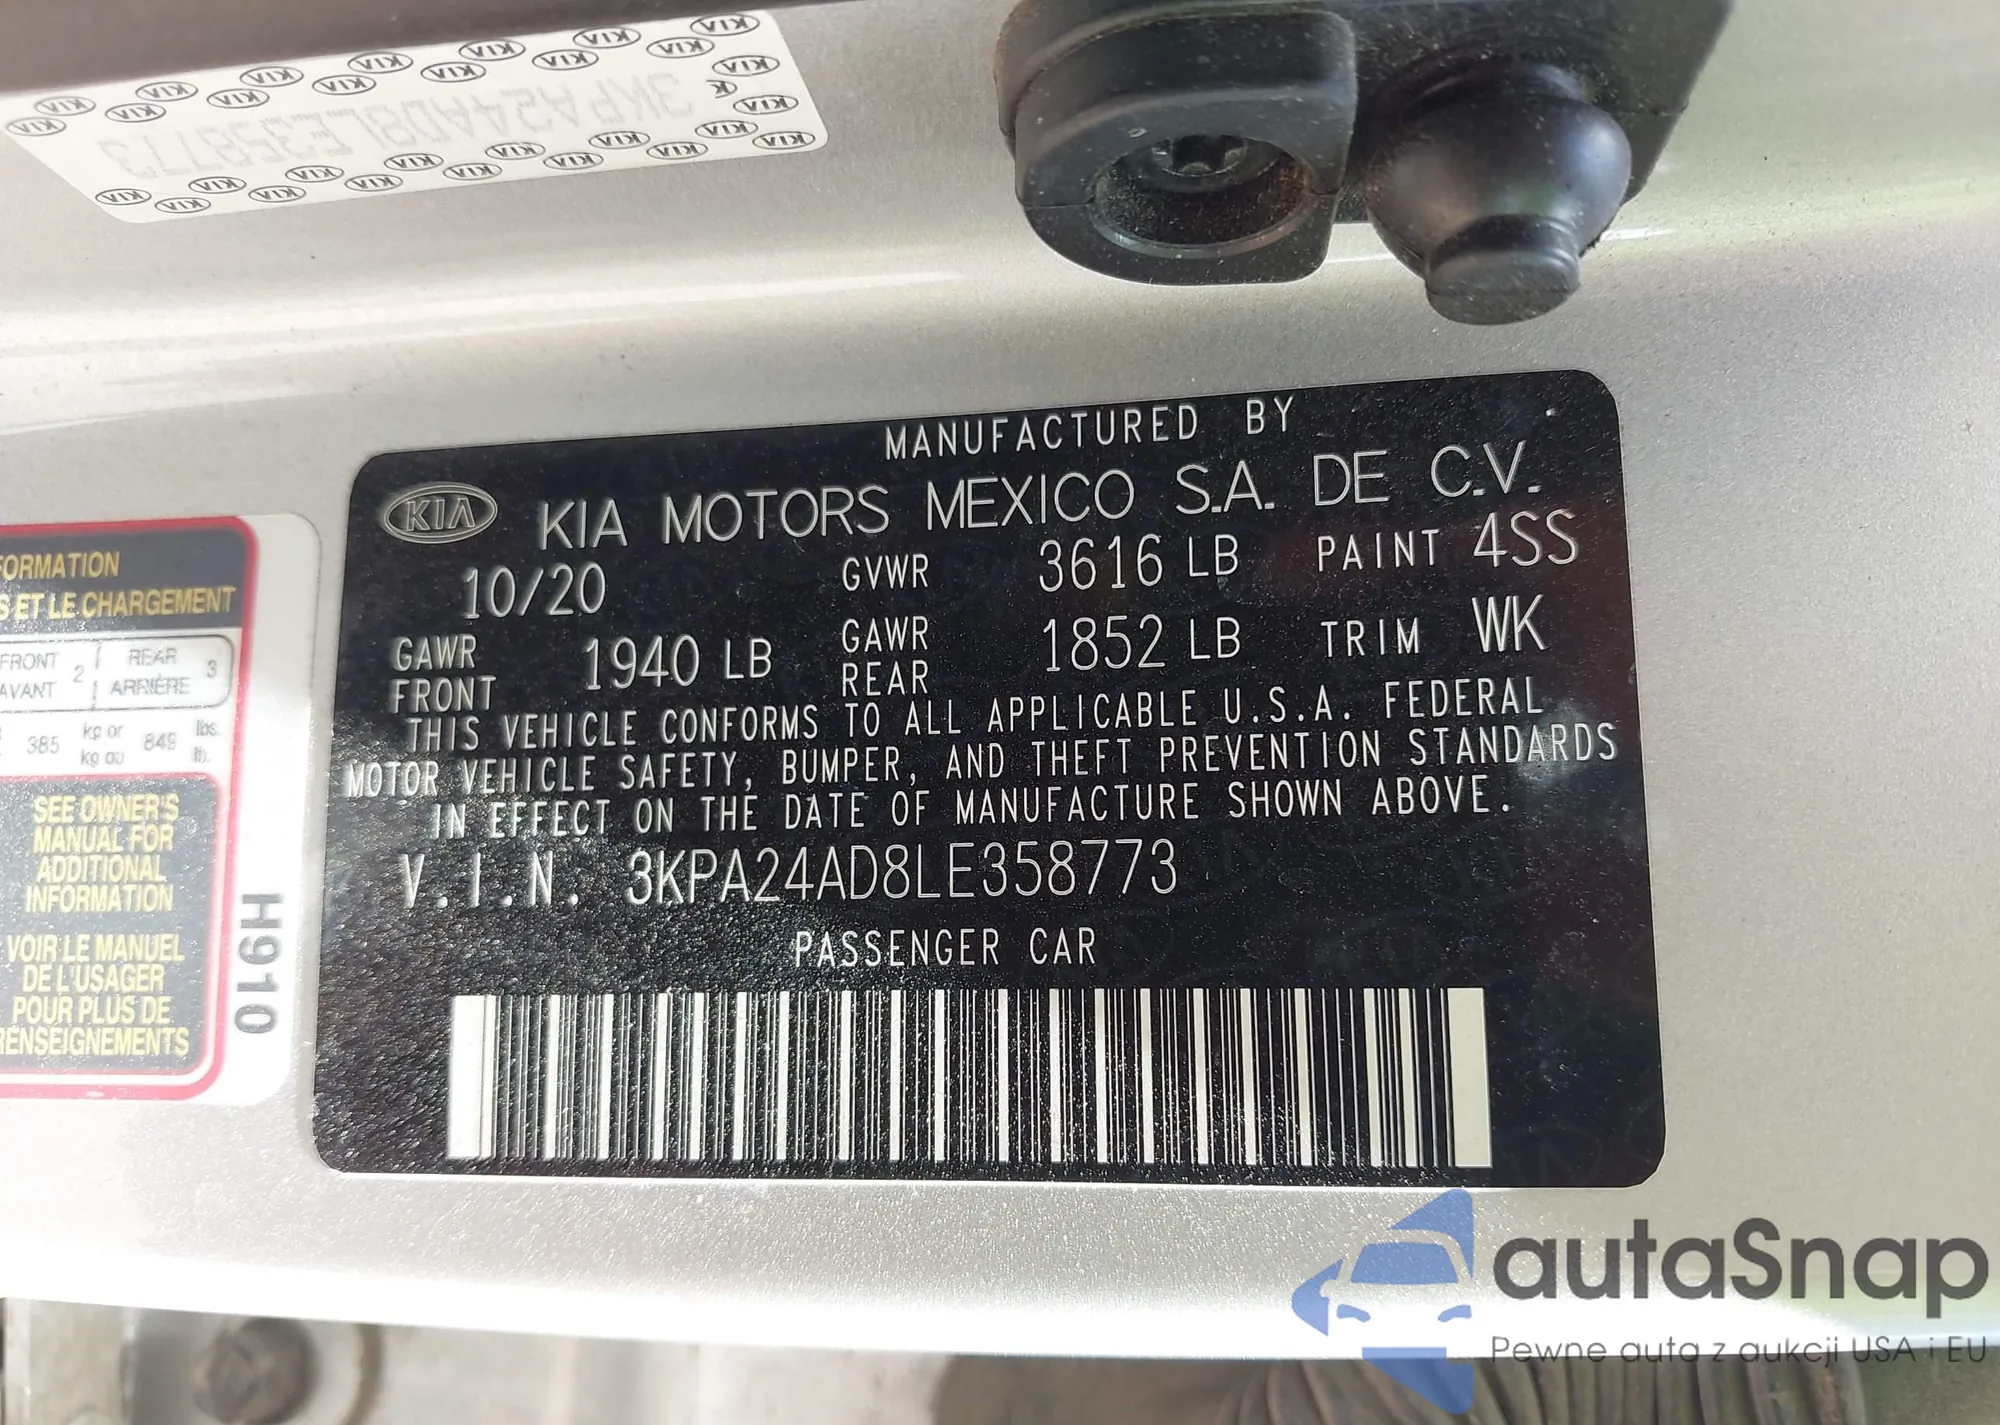 KIA
3KPA24AD8LE358773
MANUFACTURED BY
KIA KIA MOTORS MEXICO S.A. DE C.V.
10/20 GVWR 3616 LB PAINT 4SS
GAWR FRONT 1940 LB GAWR REAR 1852 LB TRIM WK
THIS VEHICLE CONFORMS TO ALL APPLICABLE U.S.A. FEDERAL
MOTOR VEHICLE SAFETY, BUMPER, AND THEFT PREVENTION STANDARDS
IN EFFECT ON THE DATE OF MANUFACTURE SHOWN ABOVE.
V.I.N. 3KPA24AD8LE358773
PASSENGER CAR
ET LE CHARGEMENT
FRONT 2 REAR 3
AVANT ARRIÈRE
385 kg or 849 lbs.
kg ou lb.
SEE OWNER'S
MANUAL FOR
ADDITIONAL
INFORMATION
VOIR LE MANUEL
DE L'USAGER
POUR PLUS DE
RENSEIGNEMENTS
H910
autaSnap
Pewne auta z aukcji USA i EU